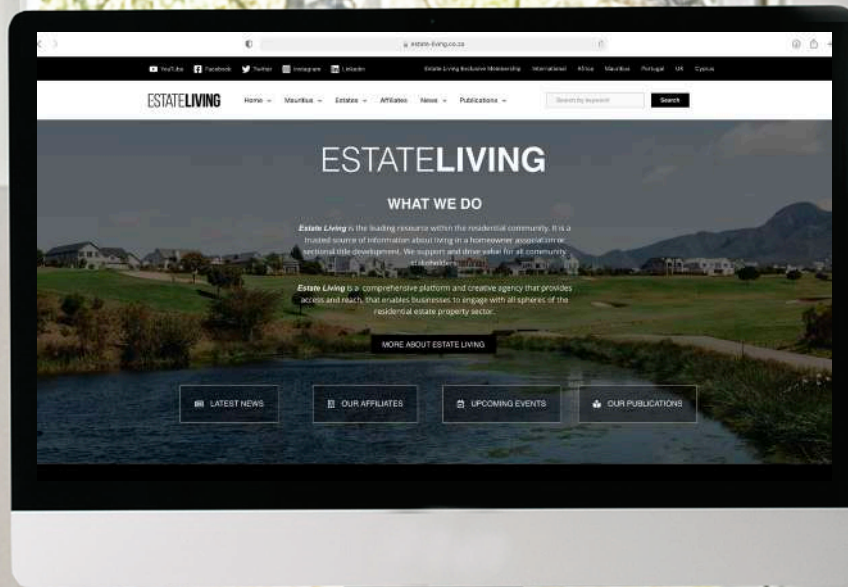 estate-living.co.za
YouTube Facebook Twitter Instagram LinkedIn Estate Living Exclusive Membership International Africa Mauritius Portugal UK Cyprus
ESTATELIVING Home Mauritius Estates Affiliates News Publications Search by keyword Search
ESTATELIVING
WHAT WE DO
Estate Living is the leading resource within the residential community. It is a
trusted source of information about living in a homeowner association or
sectional title development. We support and drive value for all community
stakeholders.
Estate Living is a comprehensive platform and creative agency that provides
access and reach, that enables businesses to engage with all spheres of the
residential estate property sector.
MORE ABOUT ESTATE LIVING
LATEST NEWS OUR AFFILIATES UPCOMING EVENTS OUR PUBLICATIONS